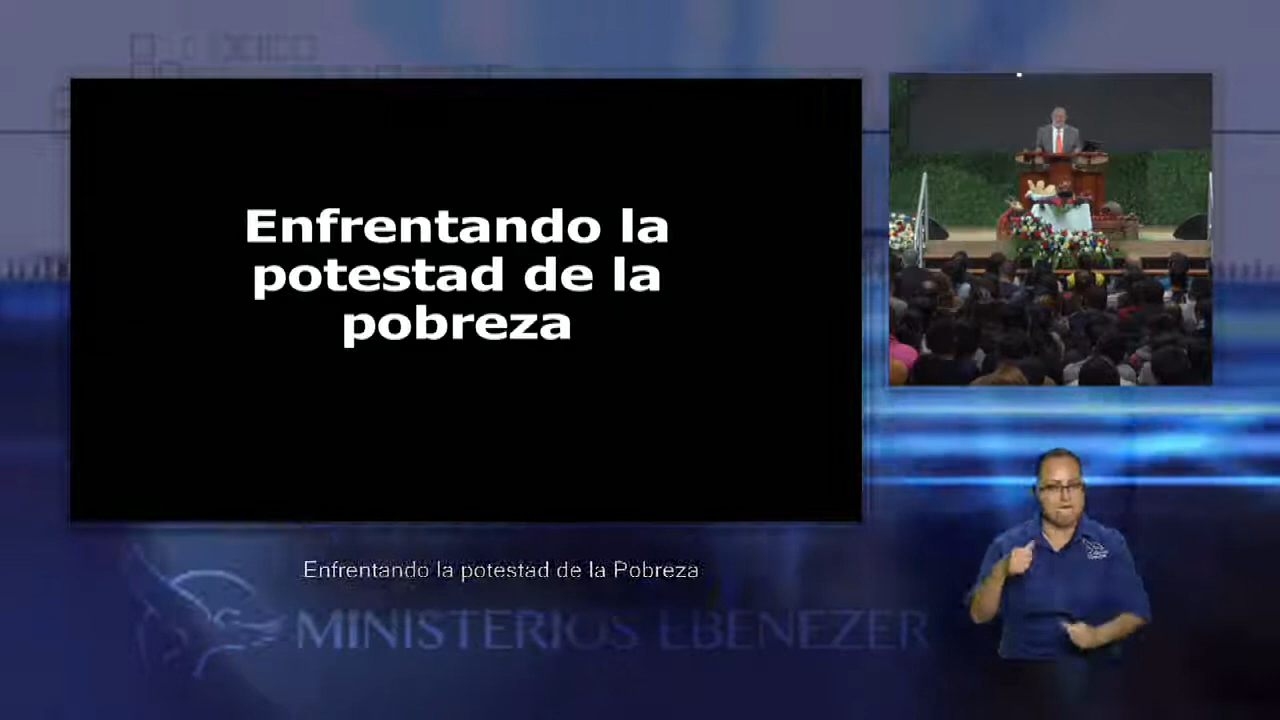 Enfrentando la
potestad de la
pobreza
Enfrentando la potestad de la Pobreza
MINISTERIOS EBENEZER